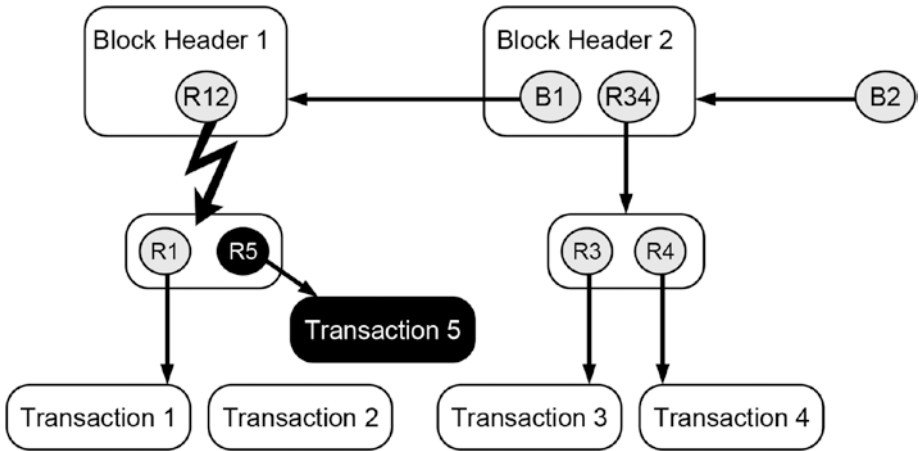 Block Header 1
Block Header 2
R12
B1
R34
B2
R1
R5
R3
R4
Transaction 5
Transaction 1
Transaction 2
Transaction 3
Transaction 4